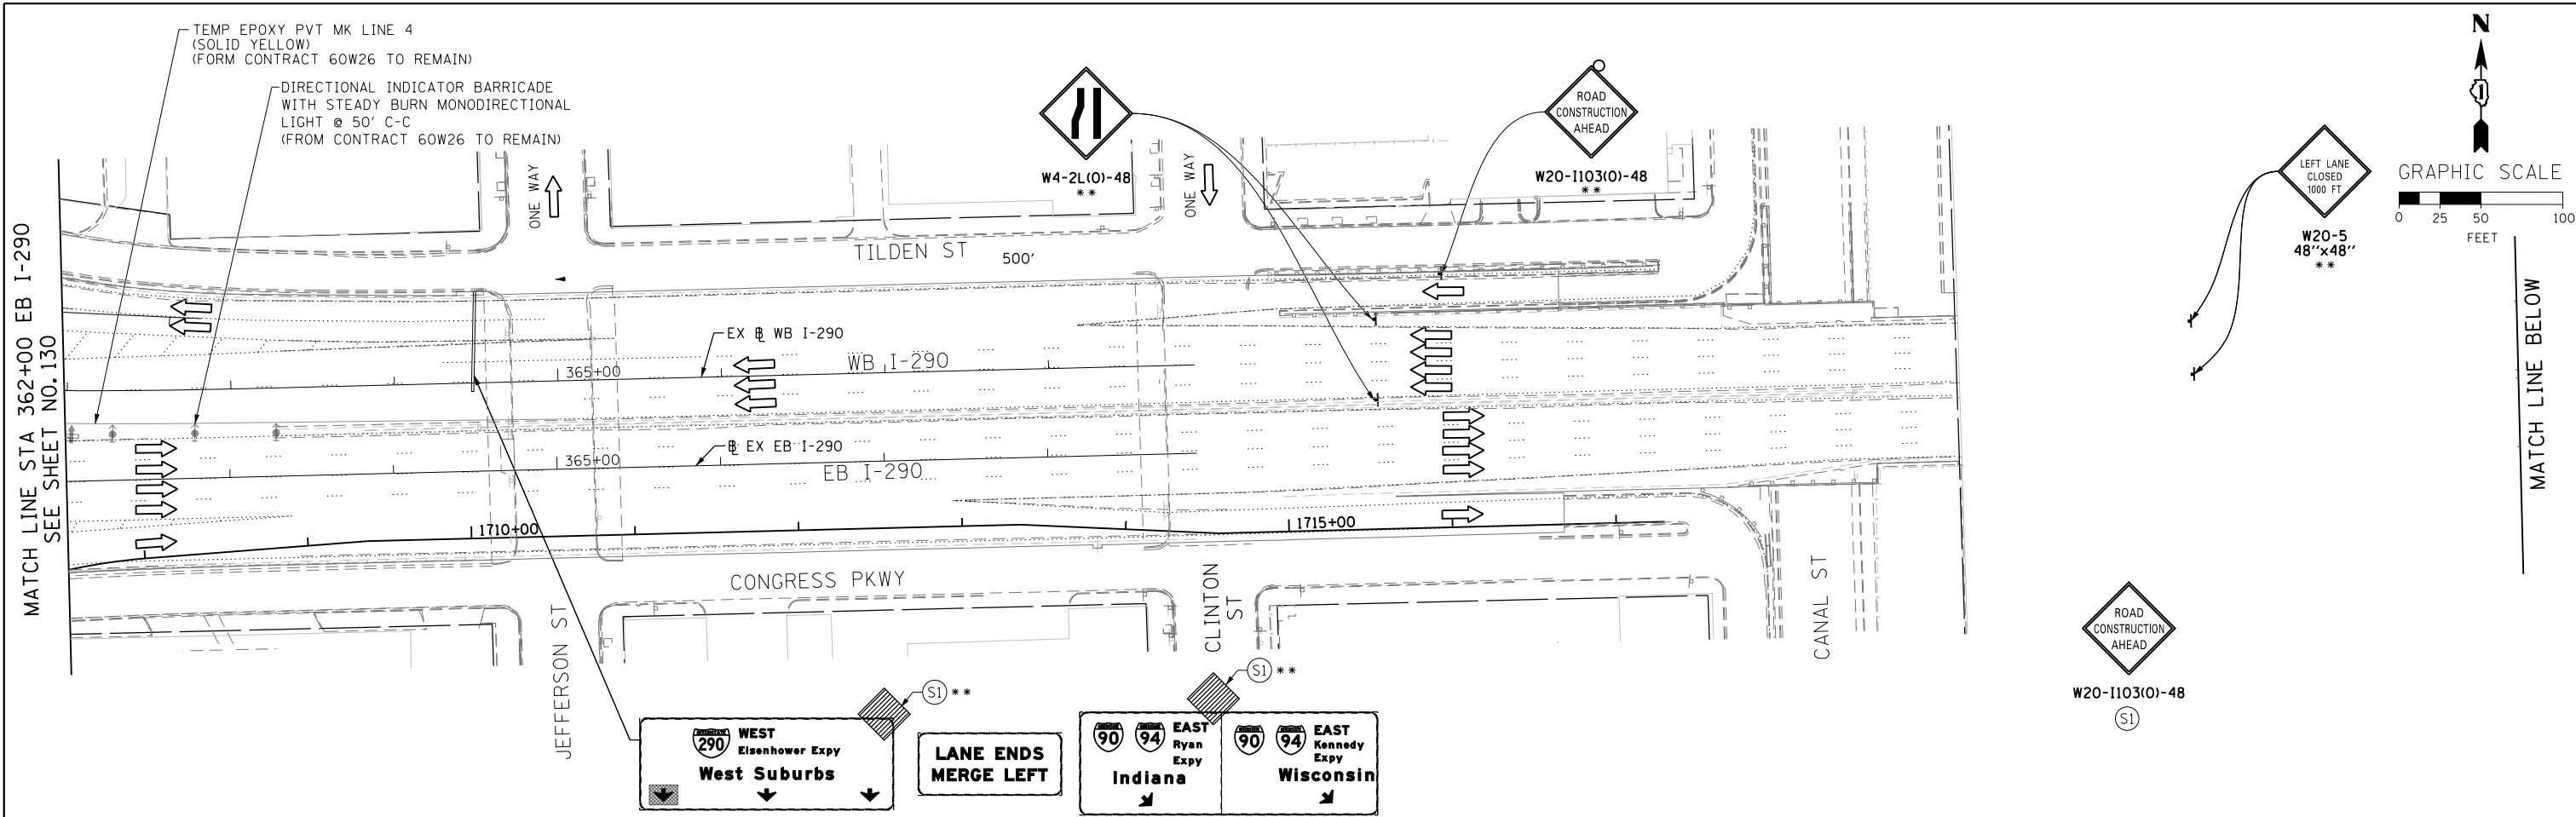 TEMP EPOXY PVT MK LINE 4
(SOLID YELLOW)
(FORM CONTRACT 60W26 TO REMAIN)
DIRECTIONAL INDICATOR BARRICADE
WITH STEADY BURN MONODIRECTIONAL
LIGHT @ 50' C-C
(FROM CONTRACT 60W26 TO REMAIN)
MATCH LINE STA 362+00 EB I-290
SEE SHEET NO.130
ONE WAY
W4-2L(O)-48
**
ONE WAY
ROAD
CONSTRUCTION
AHEAD
W20-I103(O)-48
**
LEFT LANE
CLOSED
1000 FT
W20-5
48"x48"
**
N
1
GRAPHIC SCALE
0 25 50 100
FEET
MATCH LINE BELOW
TILDEN ST
500'
EX B WB I-290
WB I-290
365+00
B EX EB I-290
365+00
EB I-290
1710+00
1715+00
CONGRESS PKWY
JEFFERSON ST
CLINTON
ST
CANAL ST
ROAD
CONSTRUCTION
AHEAD
W20-I103(O)-48
S1
S1 **
S1 **
INTERSTATE
290
WEST
Eisenhower Expy
West Suburbs
LANE ENDS
MERGE LEFT
90 94 EAST
Ryan
Expy
Indiana
90 94 EAST
Kennedy
Expy
Wisconsin